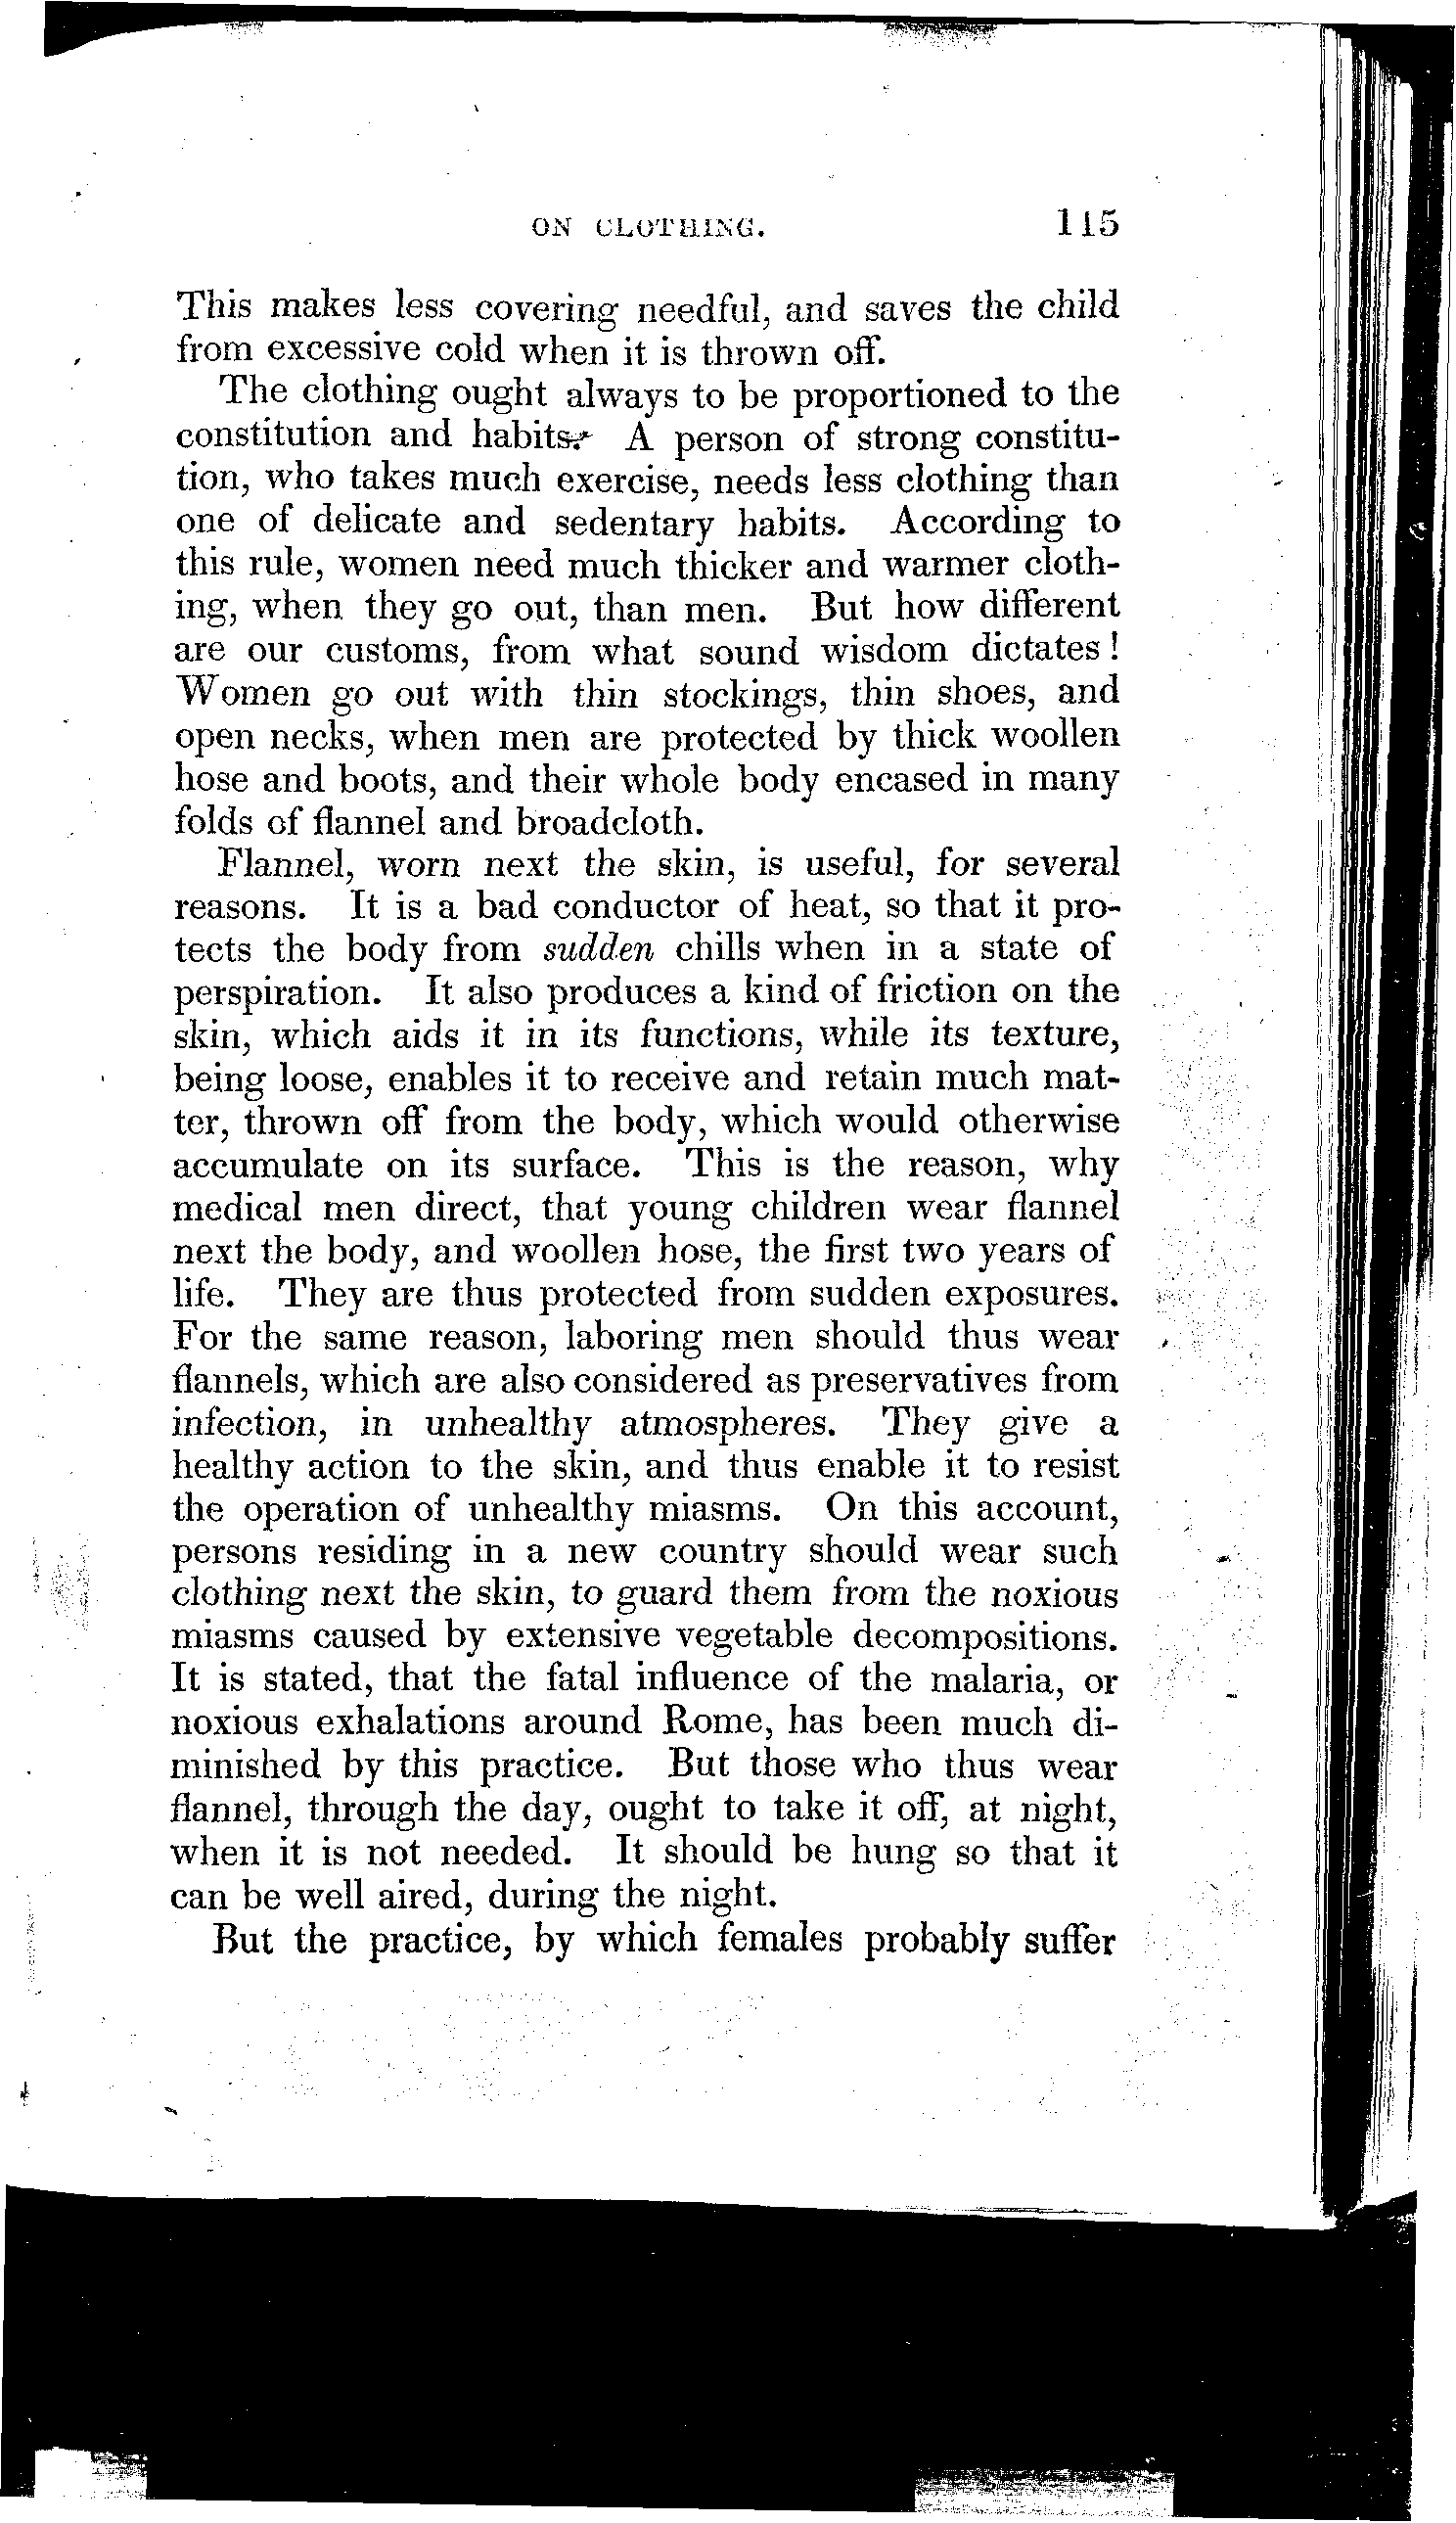 ON CLOTHING. 115
This makes less covering needful, and saves the child
from excessive cold when it is thrown off.
The clothing ought always to be proportioned to the
constitution and habits. A person of strong constitu-
tion, who takes much exercise, needs less clothing than
one of delicate and sedentary habits. According to
this rule, women need much thicker and warmer cloth-
ing, when they go out, than men. But how different
are our customs, from what sound wisdom dictates!
Women go out with thin stockings, thin shoes, and
open necks, when men are protected by thick woollen
hose and boots, and their whole body encased in many
folds of flannel and broadcloth.
Flannel, worn next the skin, is useful, for several
reasons. It is a bad conductor of heat, so that it pro-
tects the body from sudden chills when in a state of
perspiration. It also produces a kind of friction on the
skin, which aids it in its functions, while its texture,
being loose, enables it to receive and retain much mat-
ter, thrown off from the body, which would otherwise
accumulate on its surface. This is the reason, why
medical men direct, that young children wear flannel
next the body, and woollen hose, the first two years of
life. They are thus protected from sudden exposures.
For the same reason, laboring men should thus wear
flannels, which are also considered as preservatives from
infection, in unhealthy atmospheres. They give a
healthy action to the skin, and thus enable it to resist
the operation of unhealthy miasms. On this account,
persons residing in a new country should wear such
clothing next the skin, to guard them from the noxious
miasms caused by extensive vegetable decompositions.
It is stated, that the fatal influence of the malaria, or
noxious exhalations around Rome, has been much di-
minished by this practice. But those who thus wear
flannel, through the day, ought to take it off, at night,
when it is not needed. It should be hung so that it
can be well aired, during the night.
But the practice, by which females probably suffer